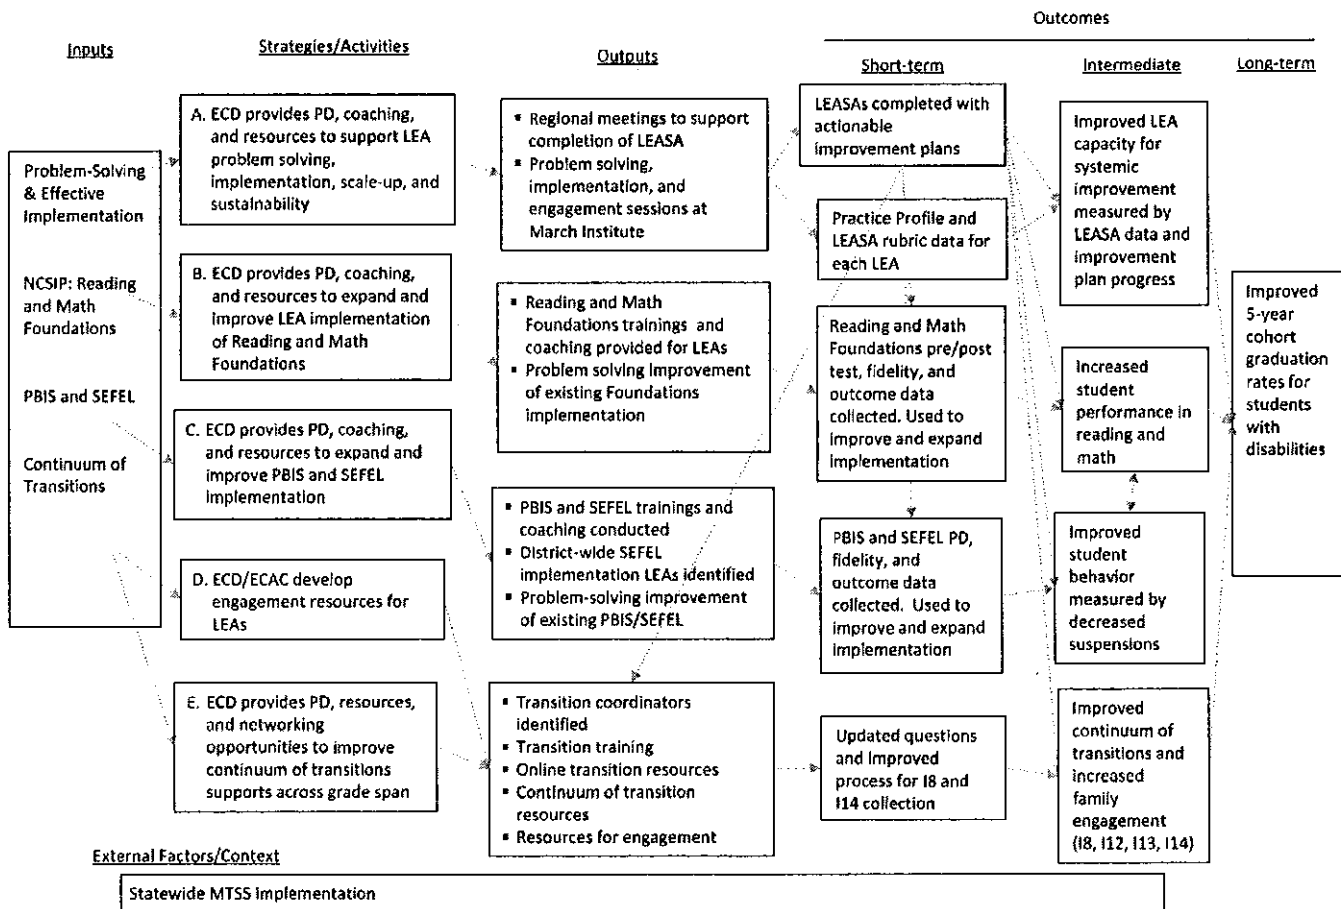 Outcomes
Inputs
Strategies/Activities
Outputs
Short-term
Intermediate
Long-term
Problem-Solving
& Effective
Implementation
NCSIP: Reading
and Math
Foundations
PBIS and SEFEL
Continuum of
Transitions
A. ECD provides PD, coaching,
and resources to support LEA
problem solving,
implementation, scale-up, and
sustainability
B. ECD provides PD, coaching,
and resources to expand and
improve LEA implementation
of Reading and Math
Foundations
C. ECD provides PD, coaching,
and resources to expand and
improve PBIS and SEFEL
implementation
D. ECD/ECAC develop
engagement resources for
LEAs
E. ECD provides PD, resources,
and networking
opportunities to improve
continuum of transitions
supports across grade span
▪ Regional meetings to support
completion of LEASA
▪ Problem solving,
implementation, and
engagement sessions at
March Institute
▪ Reading and Math
Foundations trainings and
coaching provided for LEAs
▪ Problem solving improvement
of existing Foundations
implementation
▪ PBIS and SEFEL trainings and
coaching conducted
▪ District-wide SEFEL
implementation LEAs identified
▪ Problem-solving improvement
of existing PBIS/SEFEL
▪ Transition coordinators
identified
▪ Transition training
▪ Online transition resources
▪ Continuum of transition
resources
▪ Resources for engagement
LEASAs completed with
actionable
improvement plans
Practice Profile and
LEASA rubric data for
each LEA
Reading and Math
Foundations pre/post
test, fidelity, and
outcome data
collected. Used to
improve and expand
implementation
PBIS and SEFEL PD,
fidelity, and
outcome data
collected. Used to
improve and expand
implementation
Updated questions
and improved
process for I8 and
I14 collection
Improved LEA
capacity for
systemic
improvement
measured by
LEASA data and
improvement
plan progress
Increased
student
performance in
reading and
math
Improved
student
behavior
measured by
decreased
suspensions
Improved
continuum of
transitions and
increased
family
engagement
(I8, I12, I13, I14)
Improved
5-year
cohort
graduation
rates for
students
with
disabilities
External Factors/Context
Statewide MTSS Implementation